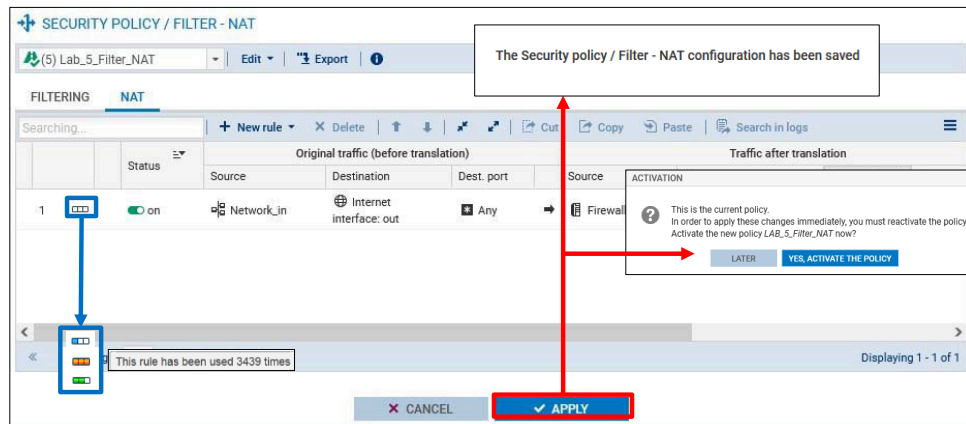 SECURITY POLICY / FILTER - NAT
(5) Lab_5_Filter_NAT Edit Export
The Security policy / Filter - NAT configuration has been saved
FILTERING NAT
Searching... + New rule × Delete Cut Copy Paste Search in logs
Original traffic (before translation) Traffic after translation
Status Source Destination Dest. port Source
1 on Network_in Internet interface: out Any Firewall
ACTIVATION
This is the current policy.
In order to apply these changes immediately, you must reactivate the policy
Activate the new policy LAB_5_Filter_NAT now?
LATER YES, ACTIVATE THE POLICY
This rule has been used 3439 times
Displaying 1 - 1 of 1
× CANCEL ✓ APPLY